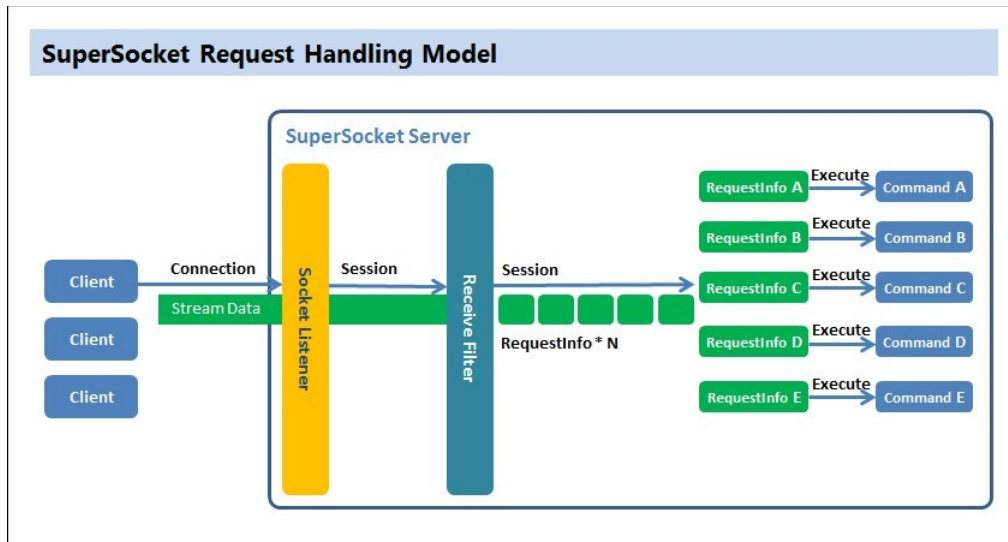 SuperSocket Request Handling Model
SuperSocket Server
Client
Client
Client
Connection
Stream Data
Socket Listener
Session
Receive Filter
Session
RequestInfo * N
RequestInfo A
Execute
Command A
RequestInfo B
Execute
Command B
RequestInfo C
Execute
Command C
RequestInfo D
Execute
Command D
RequestInfo E
Execute
Command E